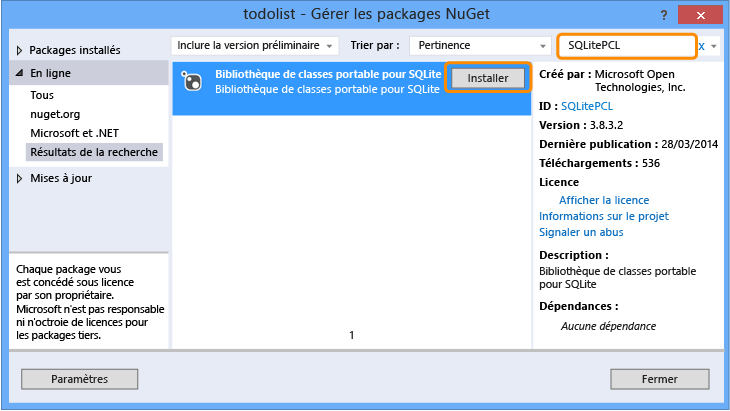 todolist - Gérer les packages NuGet
? x
Packages installés
En ligne
Tous
nuget.org
Microsoft et .NET
Résultats de la recherche
Mises à jour
Chaque package vous
est concédé sous licence
par son propriétaire.
Microsoft n'est pas responsable
ni n'octroie de licences pour
les packages tiers.
Inclure la version préliminaire
Trier par :
Pertinence
SQLitePCL
x
Bibliothèque de classes portable pour SQLite
Bibliothèque de classes portable pour SQLite
Installer
1
Créé par : Microsoft Open
Technologies, Inc.
ID : SQLitePCL
Version : 3.8.3.2
Dernière publication : 28/03/2014
Téléchargements : 536
Licence
Afficher la licence
Informations sur le projet
Signaler un abus
Description :
Bibliothèque de classes portable
pour SQLite
Dépendances :
Aucune dépendance
Paramètres
Fermer